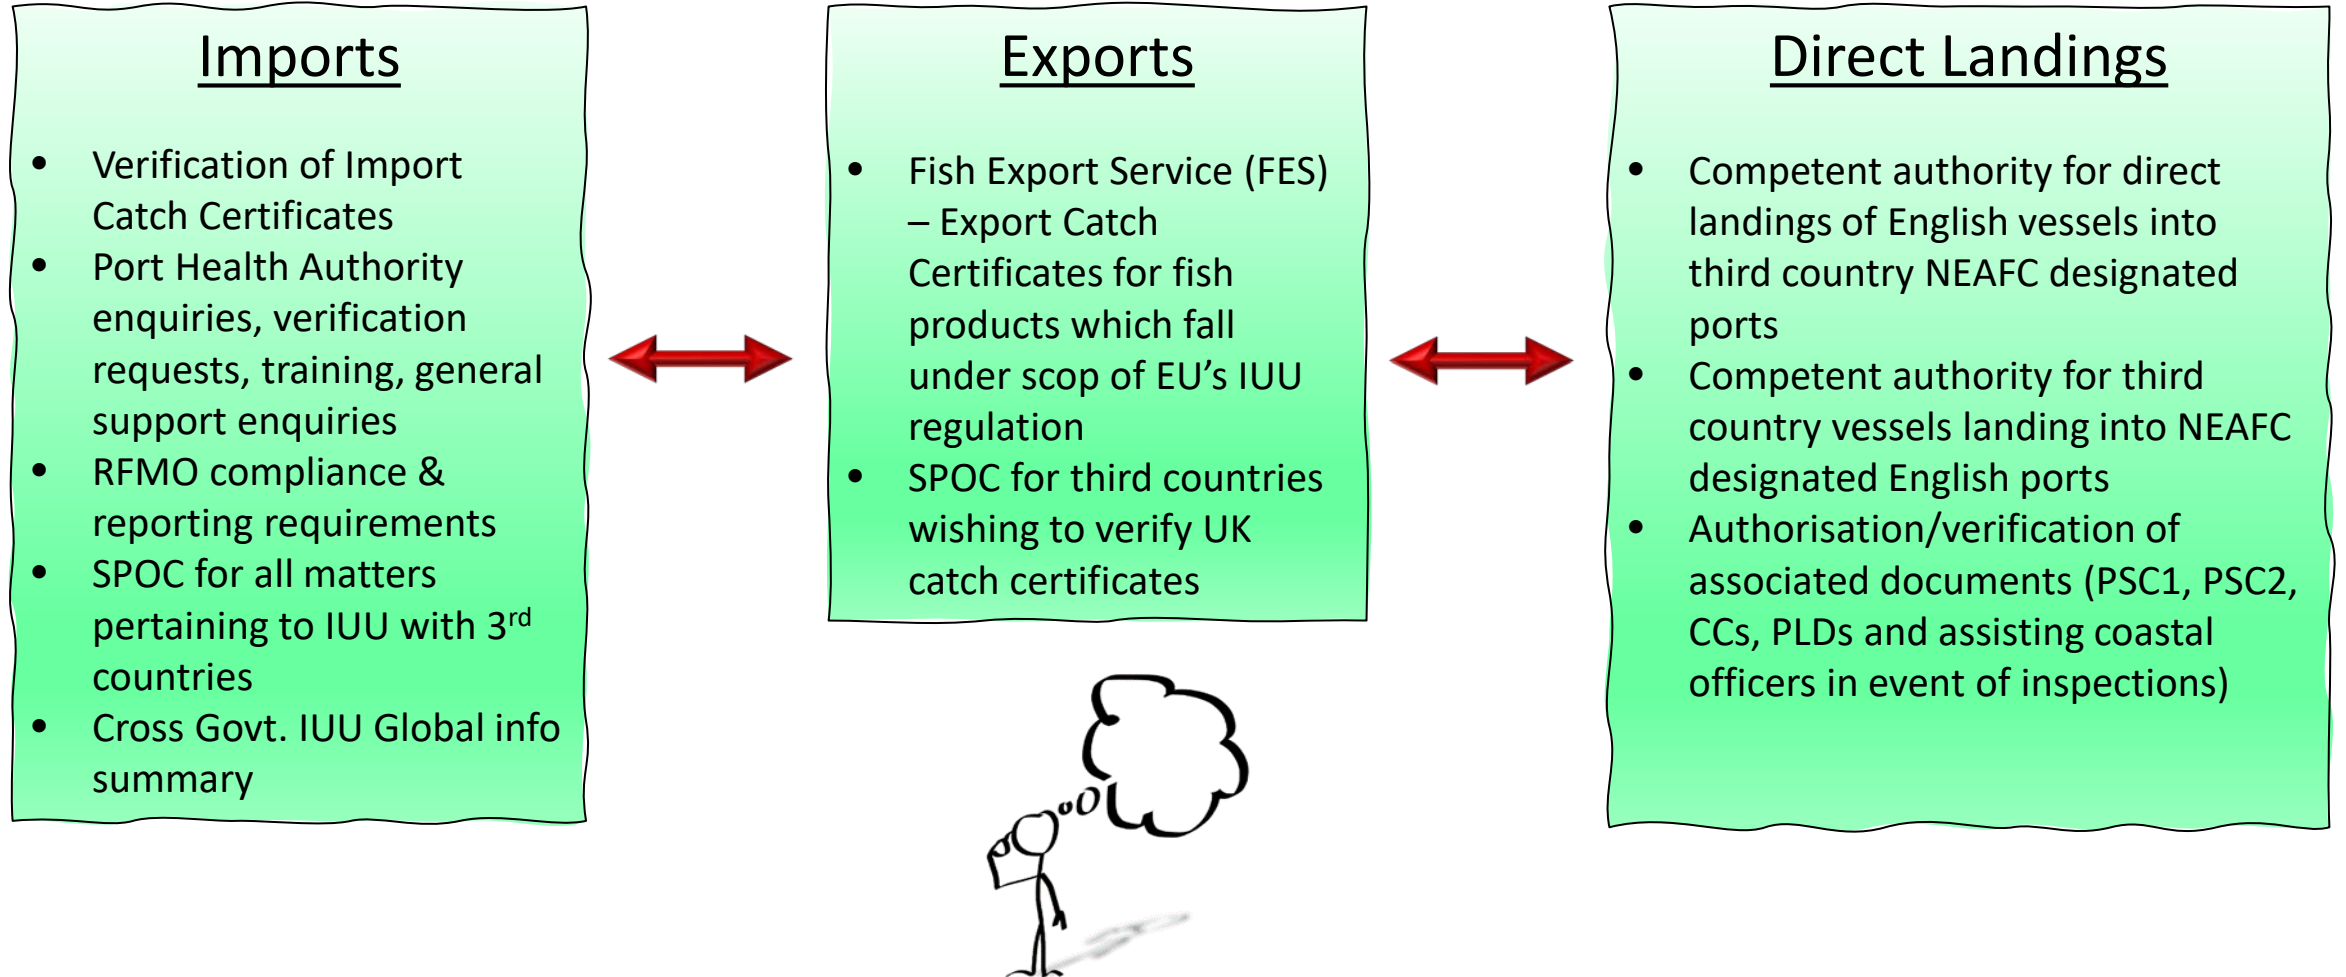 Imports
• Verification of Import
Catch Certificates
• Port Health Authority
enquiries, verification
requests, training, general
support enquiries
• RFMO compliance &
reporting requirements
• SPOC for all matters
pertaining to IUU with 3rd
countries
• Cross Govt. IUU Global info
summary
Exports
• Fish Export Service (FES)
– Export Catch
Certificates for fish
products which fall
under scop of EU’s IUU
regulation
• SPOC for third countries
wishing to verify UK
catch certificates
Direct Landings
• Competent authority for direct
landings of English vessels into
third country NEAFC designated
ports
• Competent authority for third
country vessels landing into NEAFC
designated English ports
• Authorisation/verification of
associated documents (PSC1, PSC2,
CCs, PLDs and assisting coastal
officers in event of inspections)